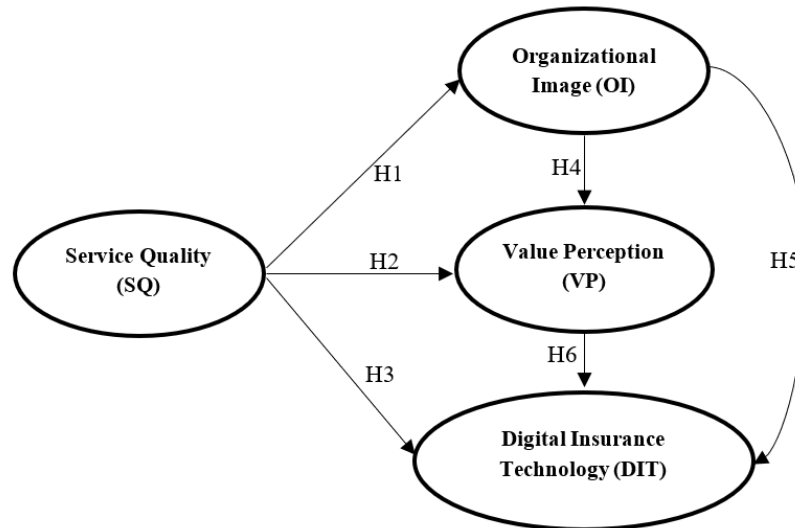 Organizational
Image (OI)
H4
H1
Service Quality
(SQ)
H2
Value Perception
(VP)
H5
H6
H3
Digital Insurance
Technology (DIT)